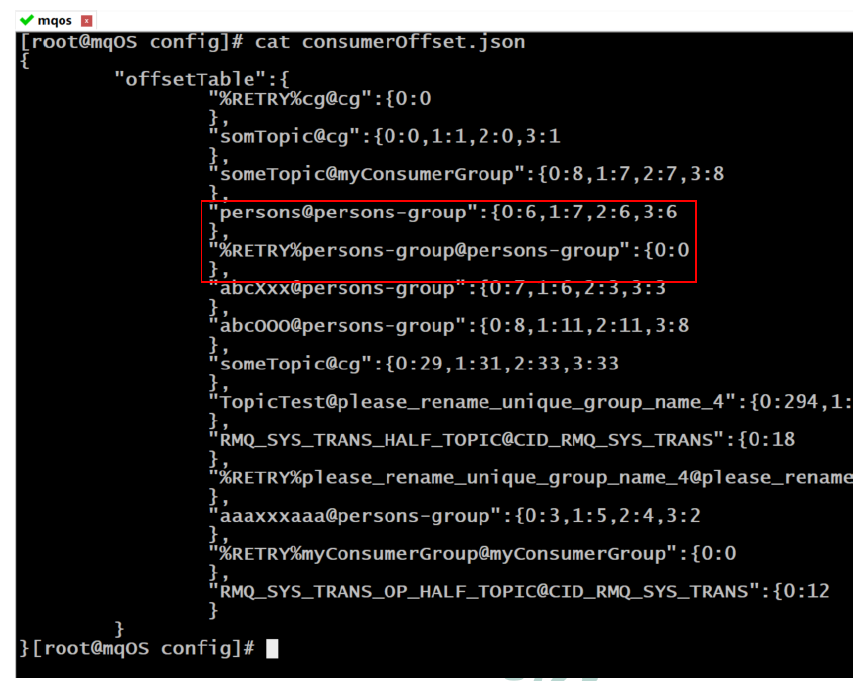 mqos
[root@mqOS config]# cat consumerOffset.json
{
"offsetTable":{
"%RETRY%cg@cg":{0:0
},
"somTopic@cg":{0:0,1:1,2:0,3:1
},
"someTopic@myConsumerGroup":{0:8,1:7,2:7,3:8
},
"persons@persons-group":{0:6,1:7,2:6,3:6
},
"%RETRY%persons-group@persons-group":{0:0
},
"abcXxx@persons-group":{0:7,1:6,2:3,3:3
},
"abcOOO@persons-group":{0:8,1:11,2:11,3:8
},
"someTopic@cg":{0:29,1:31,2:33,3:33
},
"TopicTest@please_rename_unique_group_name_4":{0:294,1:
},
"RMQ_SYS_TRANS_HALF_TOPIC@CID_RMQ_SYS_TRANS":{0:18
},
"%RETRY%please_rename_unique_group_name_4@please_rename
},
"aaaxxxaaa@persons-group":{0:3,1:5,2:4,3:2
},
"%RETRY%myConsumerGroup@myConsumerGroup":{0:0
},
"RMQ_SYS_TRANS_OP_HALF_TOPIC@CID_RMQ_SYS_TRANS":{0:12
}
}
}[root@mqOS config]#